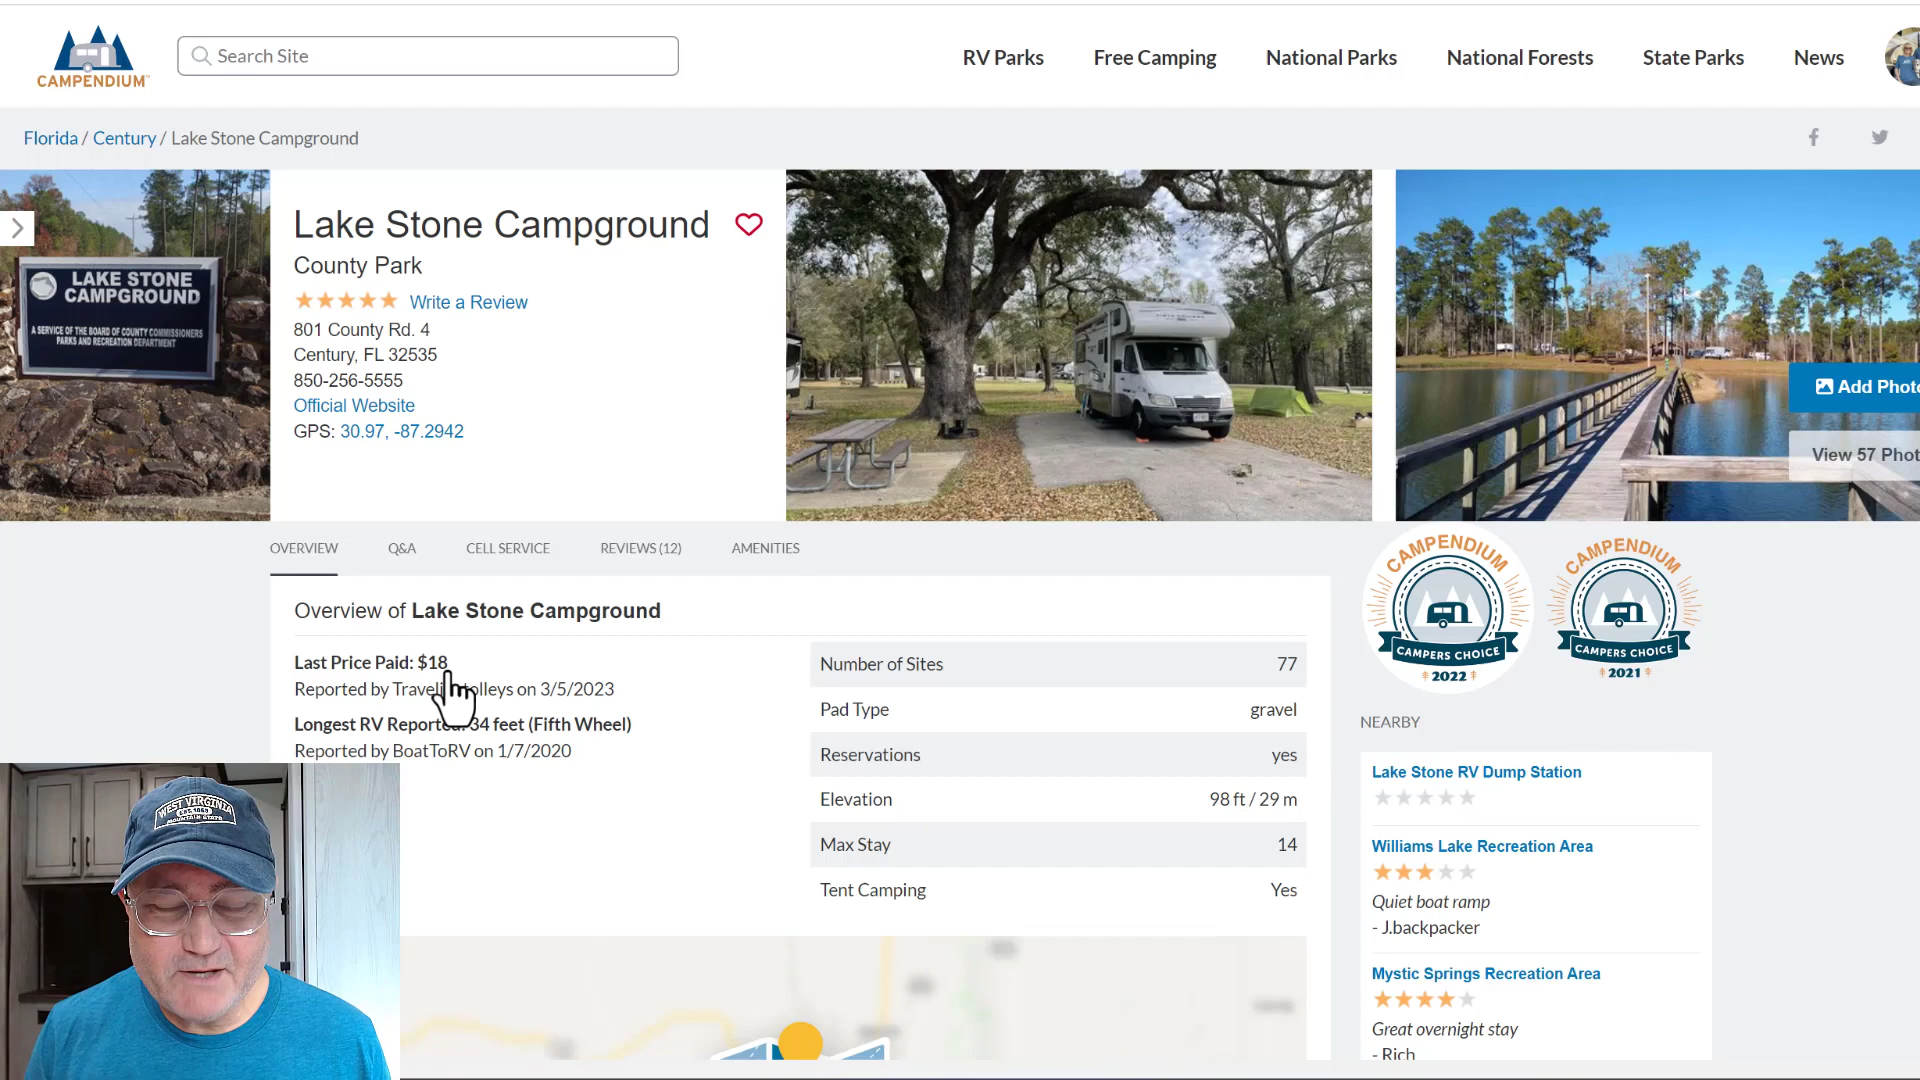 CAMPENDIUM
Search Site
RV Parks
Free Camping
National Parks
National Forests
State Parks
News
Florida / Century / Lake Stone Campground
LAKE STONE
CAMPGROUND
A SERVICE OF THE BOARD OF COUNTY COMMISSIONERS
PARKS AND RECREATION DEPARTMENT
Lake Stone Campground
County Park
Write a Review
801 County Rd. 4
Century, FL 32535
850-256-5555
Official Website
GPS: 30.97, -87.2942
Add Photo
View 57 Phot
OVERVIEW
Q&A
CELL SERVICE
REVIEWS (12)
AMENITIES
Overview of Lake Stone Campground
Last Price Paid: $18
Reported by Travelin olleys on 3/5/2023
Longest RV Reported: 34 feet (Fifth Wheel)
Reported by BoatToRV on 1/7/2020
Number of Sites 77
Pad Type gravel
Reservations yes
Elevation 98 ft / 29 m
Max Stay 14
Tent Camping Yes
CAMPENDIUM
CAMPERS CHOICE
2022
CAMPENDIUM
CAMPERS CHOICE
2021
NEARBY
Lake Stone RV Dump Station
Williams Lake Recreation Area
Quiet boat ramp
- J.backpacker
Mystic Springs Recreation Area
Great overnight stay
- Rich
WEST VIRGINIA
EST. 1863
MOUNTAIN STATE